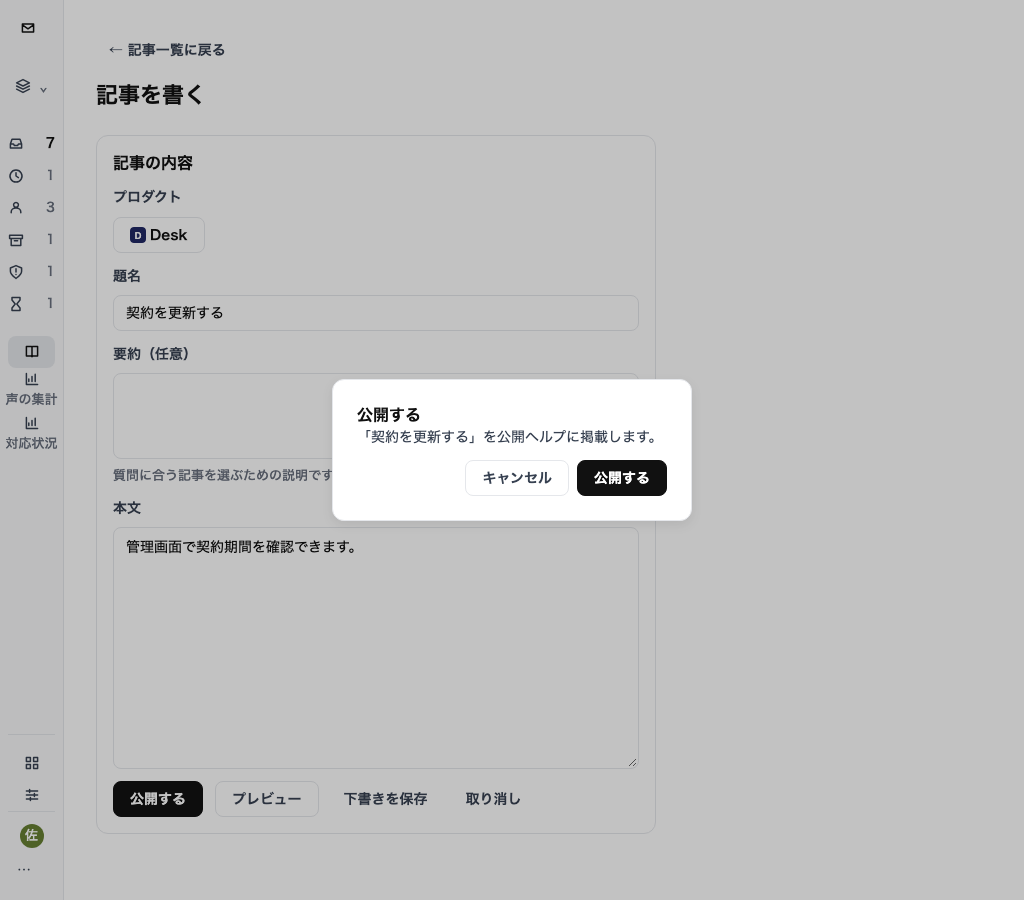 ← 記事一覧に戻る
記事を書く
7
1
3
1
1
1
声の集計
対応状況
佐
…
記事の内容
プロダクト
D Desk
題名
契約を更新する
要約（任意）
質問に合う記事を選ぶための説明です
本文
管理画面で契約期間を確認できます。
公開する
プレビュー
下書きを保存
取り消し
公開する
「契約を更新する」を公開ヘルプに掲載します。
キャンセル
公開する